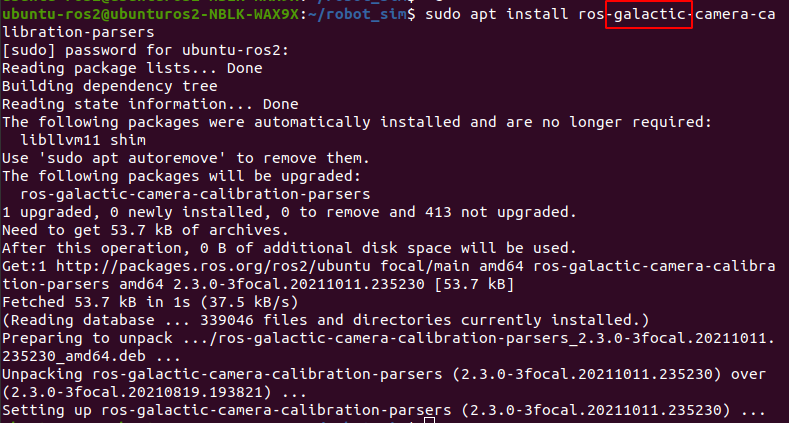 ubuntu-ros2@ubunturos2-NBLK-WAX9X:~/robot_sim$ sudo apt install ros-galactic-camera-ca
libration-parsers
[sudo] password for ubuntu-ros2:
Reading package lists... Done
Building dependency tree
Reading state information... Done
The following packages were automatically installed and are no longer required:
  libllvm11 shim
Use 'sudo apt autoremove' to remove them.
The following packages will be upgraded:
  ros-galactic-camera-calibration-parsers
1 upgraded, 0 newly installed, 0 to remove and 413 not upgraded.
Need to get 53.7 kB of archives.
After this operation, 0 B of additional disk space will be used.
Get:1 http://packages.ros.org/ros2/ubuntu focal/main amd64 ros-galactic-camera-calibra
tion-parsers amd64 2.3.0-3focal.20211011.235230 [53.7 kB]
Fetched 53.7 kB in 1s (37.5 kB/s)
(Reading database ... 339046 files and directories currently installed.)
Preparing to unpack .../ros-galactic-camera-calibration-parsers_2.3.0-3focal.20211011.
235230_amd64.deb ...
Unpacking ros-galactic-camera-calibration-parsers (2.3.0-3focal.20211011.235230) over
(2.3.0-3focal.20210819.193821) ...
Setting up ros-galactic-camera-calibration-parsers (2.3.0-3focal.20211011.235230) ...